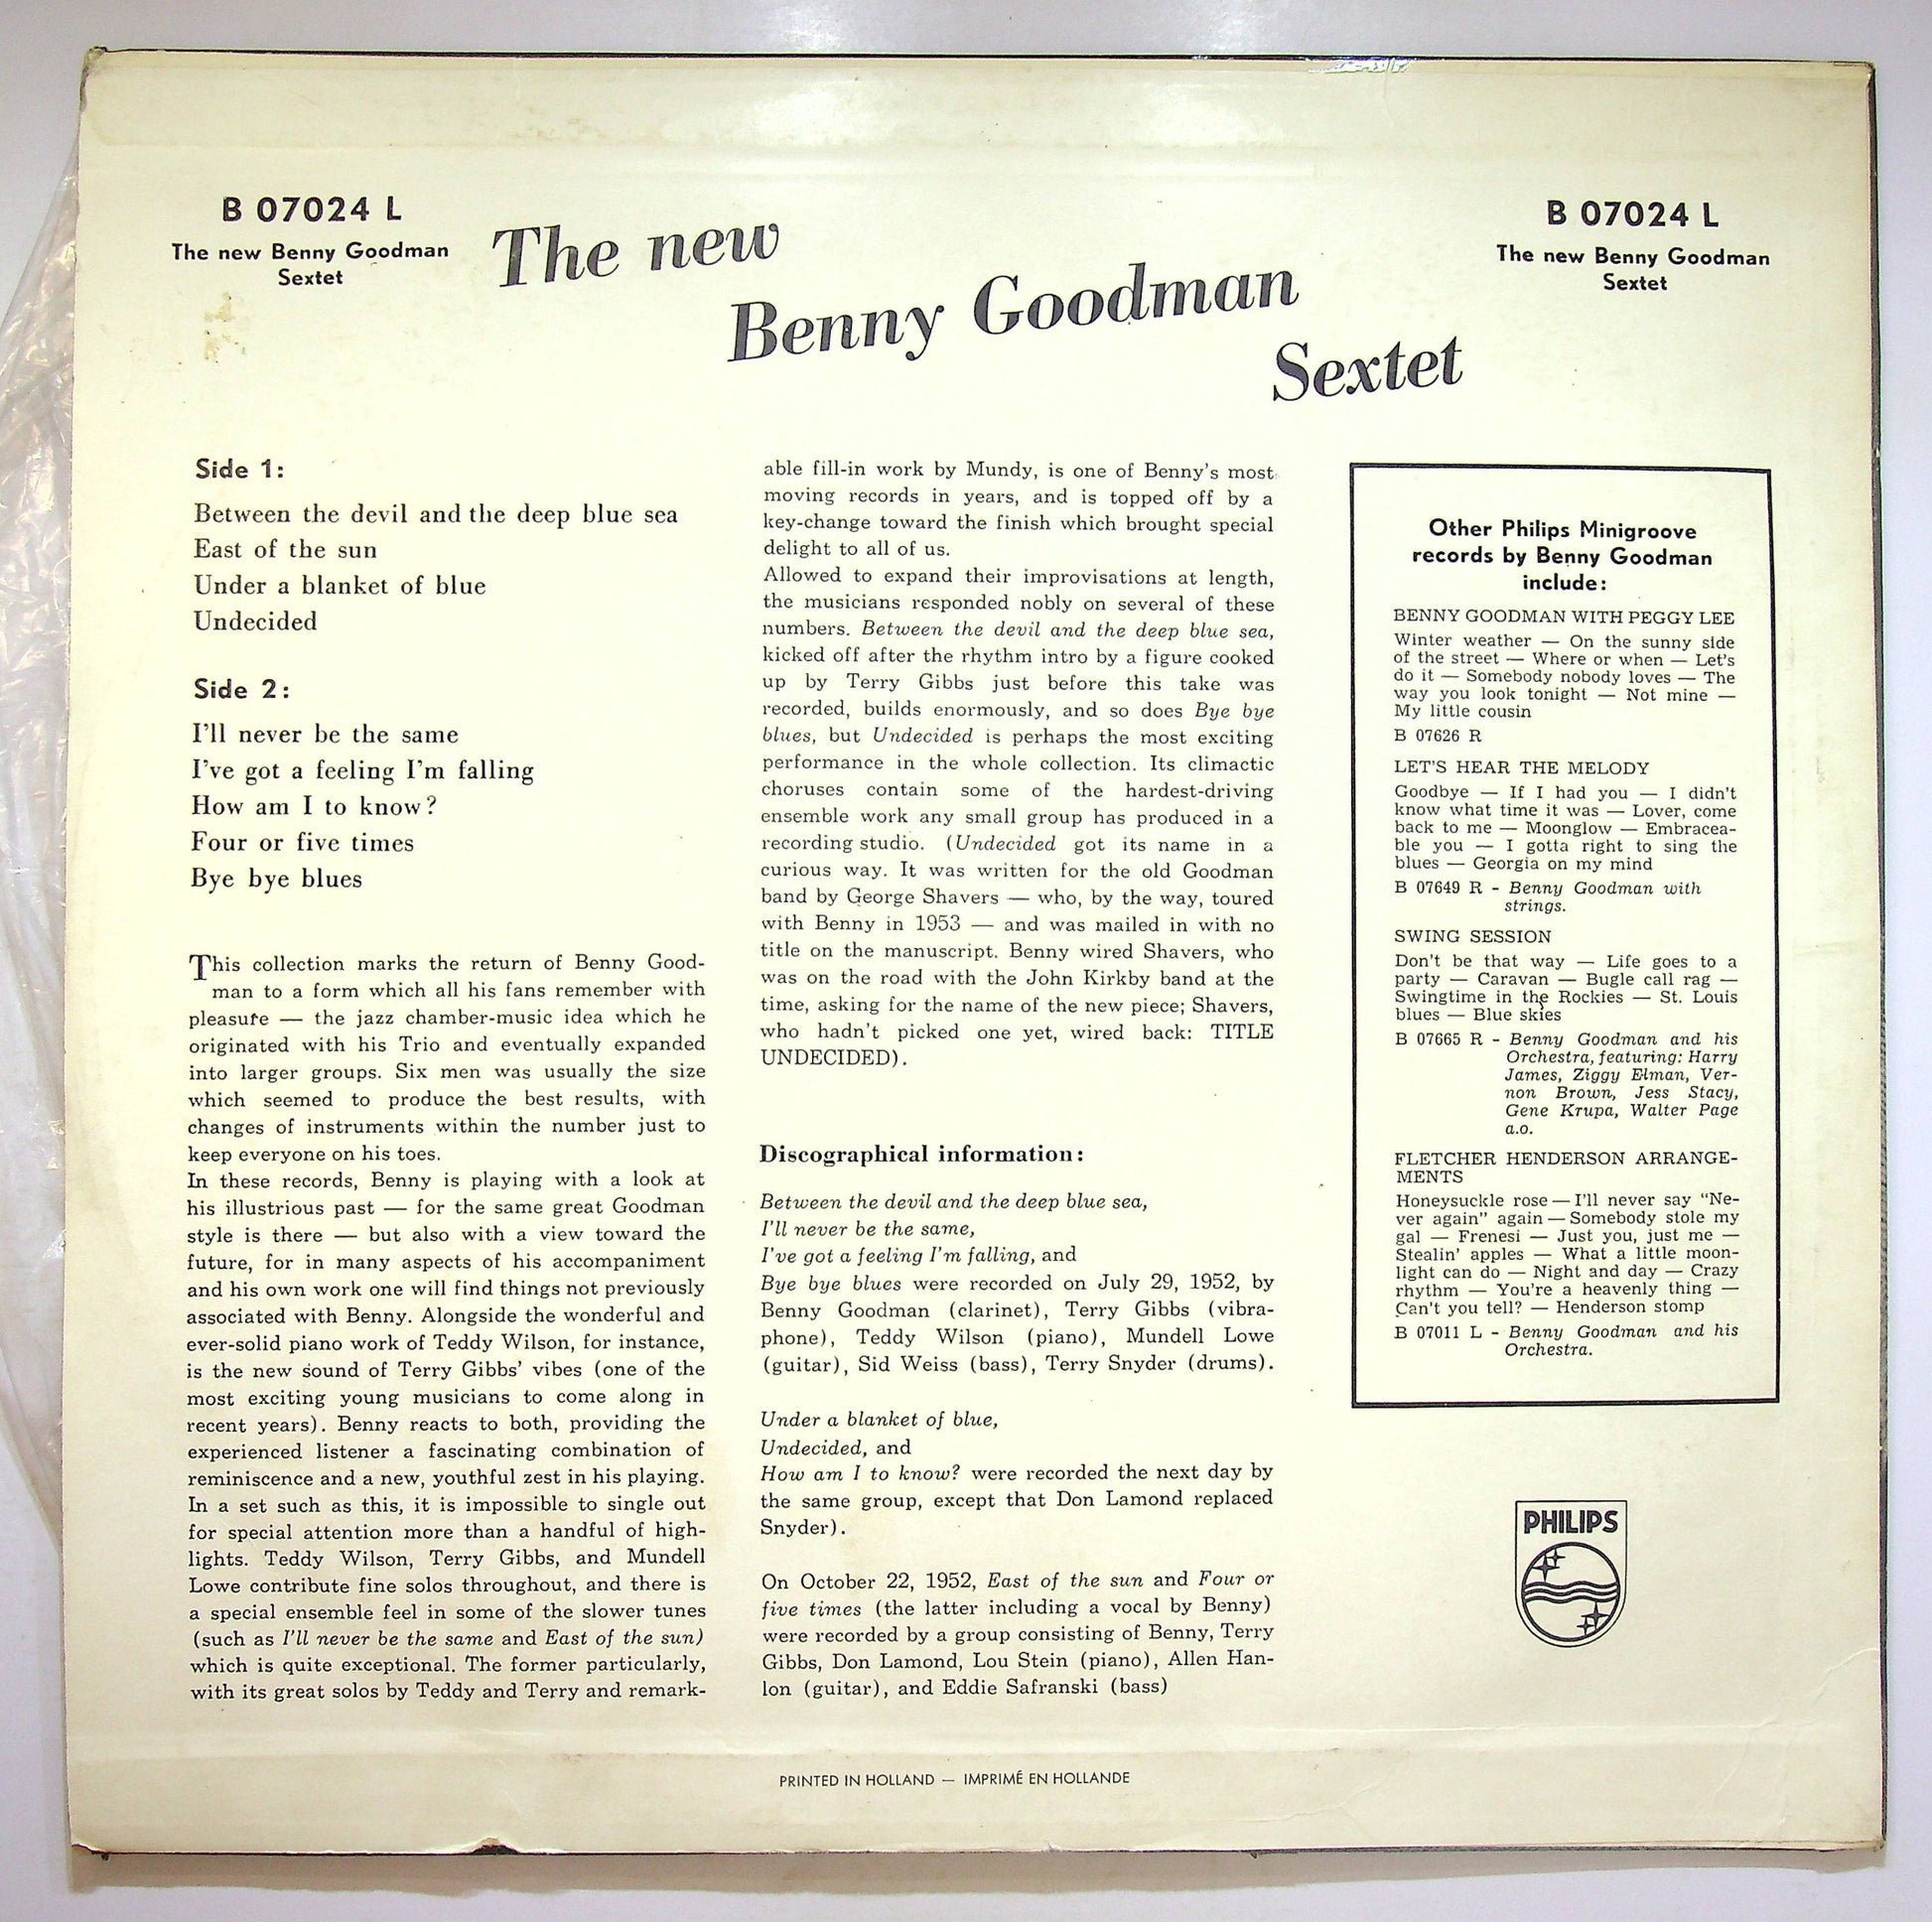 B 07024 L
The new Benny Goodman
Sextet
The new
Benny Goodman
Sextet
B 07024 L
The new Benny Goodman
Sextet
Side 1:
Between the devil and the deep blue sea
East of the sun
Under a blanket of blue
Undecided
Side 2:
I'll never be the same
I've got a feeling I'm falling
How am I to know?
Four or five times
Bye bye blues
This collection marks the return of Benny Good-
man to a form which all his fans remember with
pleasure — the jazz chamber-music idea which he
originated with his Trio and eventually expanded
into larger groups. Six men was usually the size
which seemed to produce the best results, with
changes of instruments within the number just to
keep everyone on his toes.
In these records, Benny is playing with a look at
his illustrious past — for the same great Goodman
style is there — but also with a view toward the
future, for in many aspects of his accompaniment
and his own work one will find things not previously
associated with Benny. Alongside the wonderful and
ever-solid piano work of Teddy Wilson, for instance,
is the new sound of Terry Gibbs' vibes (one of the
most exciting young musicians to come along in
recent years). Benny reacts to both, providing the
experienced listener a fascinating combination of
reminiscence and a new, youthful zest in his playing.
In a set such as this, it is impossible to single out
for special attention more than a handful of high-
lights. Teddy Wilson, Terry Gibbs, and Mundell
Lowe contribute fine solos throughout, and there is
a special ensemble feel in some of the slower tunes
(such as I'll never be the same and East of the sun)
which is quite exceptional. The former particularly,
with its great solos by Teddy and Terry and remark-
able fill-in work by Mundy, is one of Benny's most
moving records in years, and is topped off by a
key-change toward the finish which brought special
delight to all of us.
Allowed to expand their improvisations at length,
the musicians responded nobly on several of these
numbers. Between the devil and the deep blue sea,
kicked off after the rhythm intro by a figure cooked
up by Terry Gibbs just before this take was
recorded, builds enormously, and so does Bye bye
blues, but Undecided is perhaps the most exciting
performance in the whole collection. Its climactic
choruses contain some of the hardest-driving
ensemble work any small group has produced in a
recording studio. (Undecided got its name in a
curious way. It was written for the old Goodman
band by George Shavers — who, by the way, toured
with Benny in 1953 — and was mailed in with no
title on the manuscript. Benny wired Shavers, who
was on the road with the John Kirkby band at the
time, asking for the name of the new piece; Shavers,
who hadn't picked one yet, wired back: TITLE
UNDECIDED).
Discographical information:
Between the devil and the deep blue sea,
I'll never be the same,
I've got a feeling I'm falling, and
Bye bye blues were recorded on July 29, 1952, by
Benny Goodman (clarinet), Terry Gibbs (vibra-
phone), Teddy Wilson (piano), Mundell Lowe
(guitar), Sid Weiss (bass), Terry Snyder (drums).
Under a blanket of blue,
Undecided, and
How am I to know? were recorded the next day by
the same group, except that Don Lamond replaced
Snyder).
On October 22, 1952, East of the sun and Four or
five times (the latter including a vocal by Benny)
were recorded by a group consisting of Benny, Terry
Gibbs, Don Lamond, Lou Stein (piano), Allen Han-
lon (guitar), and Eddie Safranski (bass)
Other Philips Minigroove
records by Benny Goodman
include:
BENNY GOODMAN WITH PEGGY LEE
Winter weather — On the sunny side
of the street — Where or when — Let's
do it — Somebody nobody loves — The
way you look tonight — Not mine —
My little cousin
B 07626 R
LET'S HEAR THE MELODY
Goodbye — If I had you — I didn't
know what time it was — Lover, come
back to me — Moonglow — Embracea-
ble you — I gotta right to sing the
blues — Georgia on my mind
B 07649 R - Benny Goodman with
strings.
SWING SESSION
Don't be that way — Life goes to a
party — Caravan — Bugle call rag —
Swingtime in the Rockies — St. Louis
blues — Blue skies
B 07665 R - Benny Goodman and his
Orchestra, featuring: Harry
James, Ziggy Elman, Ver-
non Brown, Jess Stacy,
Gene Krupa, Walter Page
a.o.
FLETCHER HENDERSON ARRANGE-
MENTS
Honeysuckle rose — I'll never say "Ne-
ver again" again — Somebody stole my
gal — Frenesi — Just you, just me —
Stealin' apples — What a little moon-
light can do — Night and day — Crazy
rhythm — You're a heavenly thing —
Can't you tell? — Henderson stomp
B 07011 L - Benny Goodman and his
Orchestra.
PHILIPS
PRINTED IN HOLLAND — IMPRIMÉ EN HOLLANDE